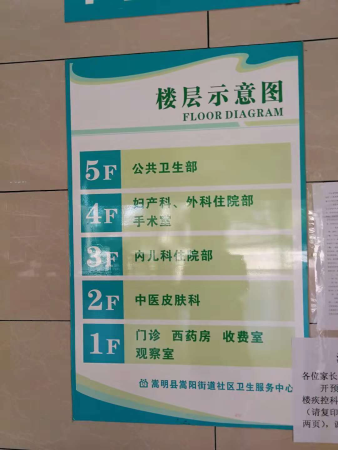 楼层示意图
FLOOR DIAGRAM
5F 公共卫生部
4F 妇产科、外科住院部
手术室
3F 内儿科住院部
2F 中医皮肤科
1F 门诊 西药房 收费室
观察室
嵩明县嵩阳街道社区卫生服务中心
各位家长
开预
楼疾控科
（请复印
两页），